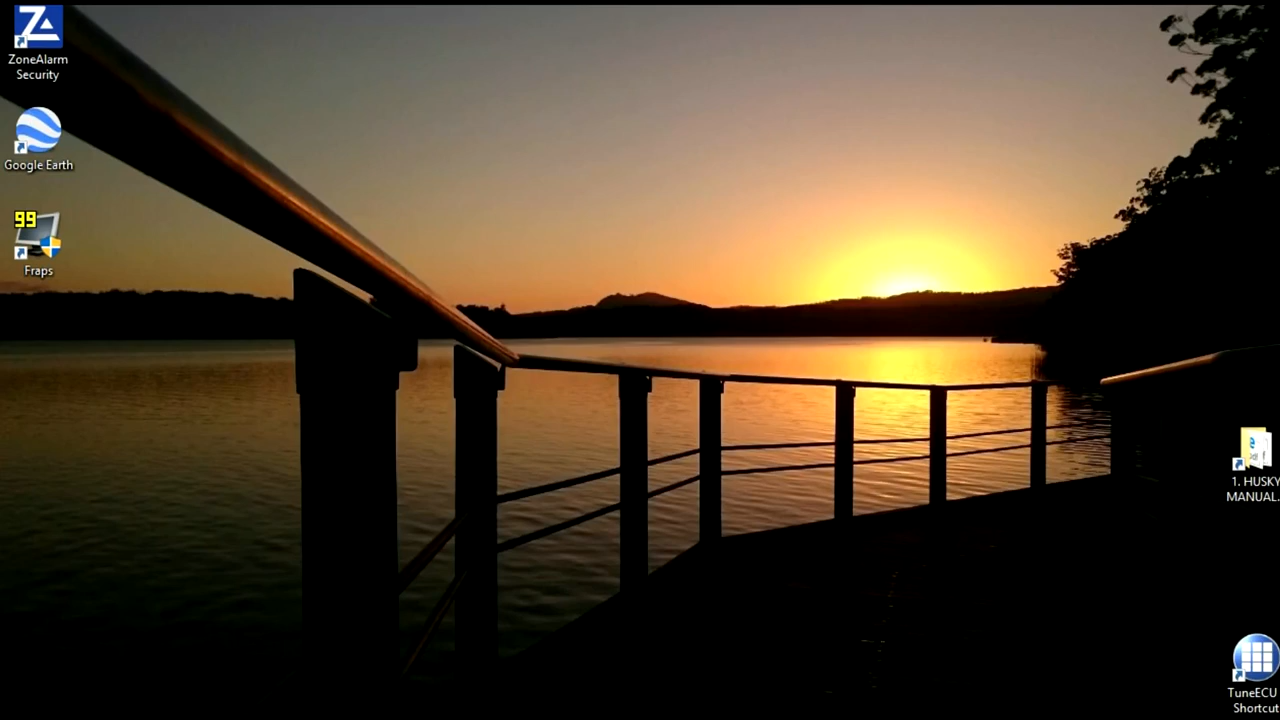 ZoneAlarm
Security
Google Earth
99
Fraps
1. HUSKY
MANUAL.
TuneECU
Shortcut